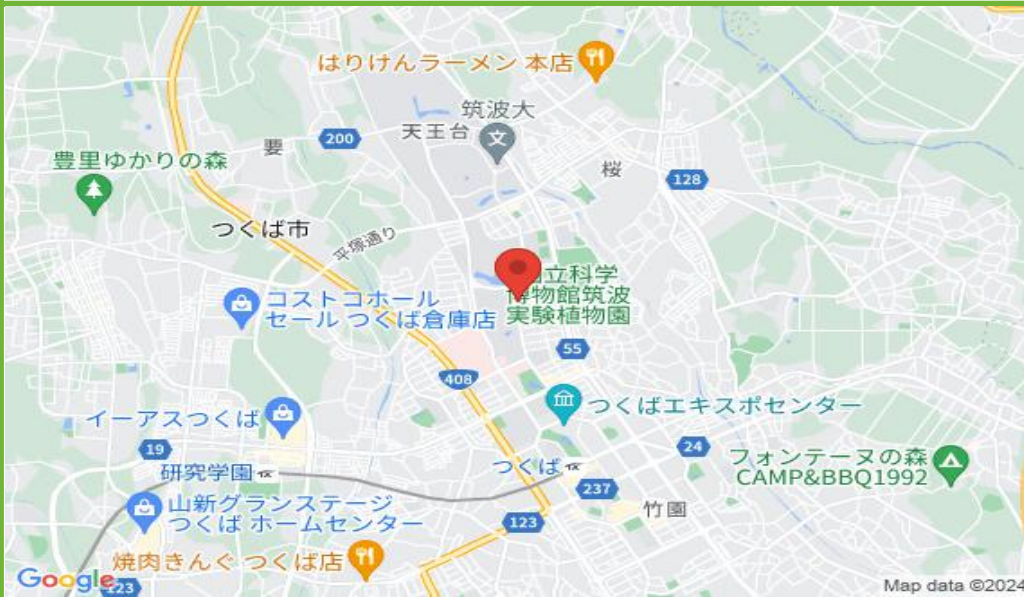 はりけんラーメン 本店
筑波大
天王台
文
200
要
豊里ゆかりの森
桜
128
つくば市
平塚通り
国立科学
博物館筑波
実験植物園
コストコホール
セール つくば倉庫店
55
408
つくばエキスポセンター
イーアスつくば
19
24
研究学園
つくば
フォンテーヌの森
CAMP&BBQ1992
237
竹園
山新グランステージ
つくば ホームセンター
123
焼肉きんぐ つくば店
Google
123
Map data ©2024